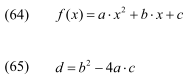 (64) f(x) = a · x² + b · x + c
(65) d = b² − 4a · c